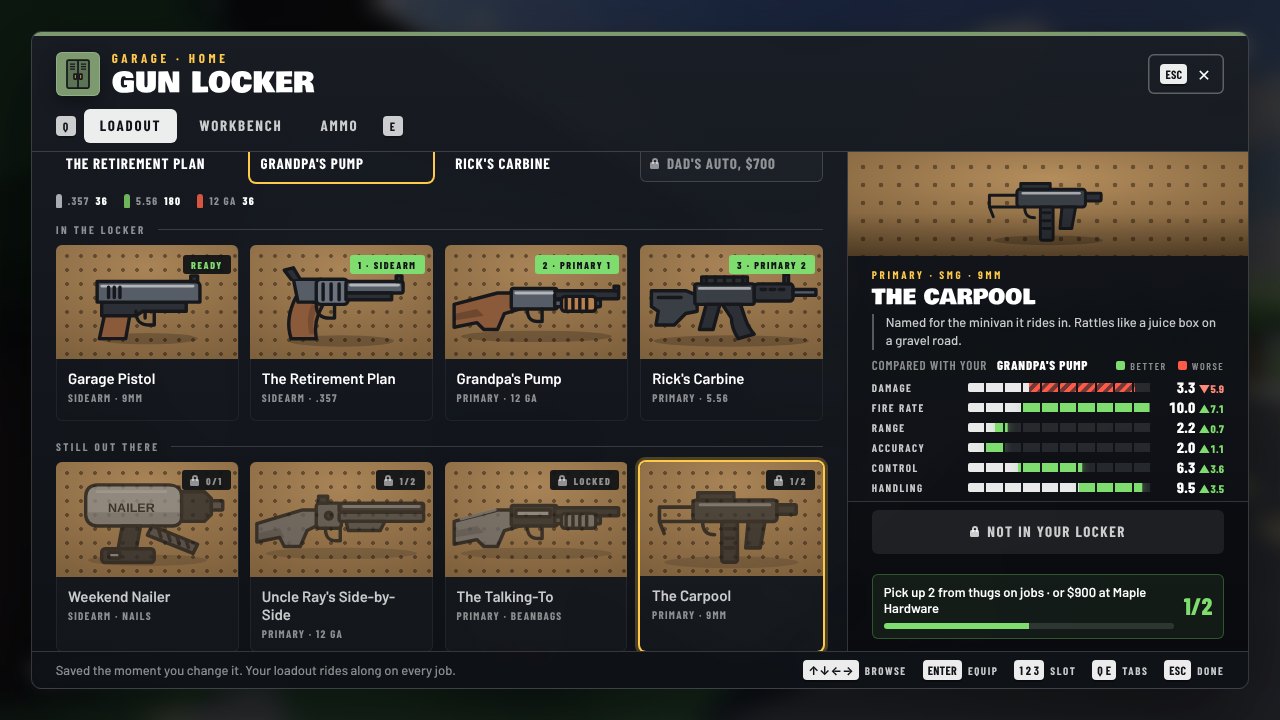 GARAGE · HOME
GUN LOCKER
ESC ×
Q LOADOUT WORKBENCH AMMO E
THE RETIREMENT PLAN GRANDPA'S PUMP RICK'S CARBINE DAD'S AUTO, $700
.357 36 5.56 180 12 GA 36
IN THE LOCKER
READY 1 · SIDEARM 2 · PRIMARY 1 3 · PRIMARY 2
Garage Pistol The Retirement Plan Grandpa's Pump Rick's Carbine
SIDEARM · 9MM SIDEARM · .357 PRIMARY · 12 GA PRIMARY · 5.56
STILL OUT THERE
0/1 1/2 LOCKED 1/2
NAILER
Weekend Nailer Uncle Ray's Side-by-Side The Talking-To The Carpool
SIDEARM · NAILS PRIMARY · 12 GA PRIMARY · BEANBAGS PRIMARY · 9MM
PRIMARY · SMG · 9MM
THE CARPOOL
Named for the minivan it rides in. Rattles like a juice box on
a gravel road.
COMPARED WITH YOUR GRANDPA'S PUMP BETTER WORSE
DAMAGE 3.3 ▼5.9
FIRE RATE 10.0 ▲7.1
RANGE 2.2 ▲0.7
ACCURACY 2.0 ▲1.1
CONTROL 6.3 ▲3.6
HANDLING 9.5 ▲3.5
NOT IN YOUR LOCKER
Pick up 2 from thugs on jobs · or $900 at Maple
Hardware
1/2
Saved the moment you change it. Your loadout rides along on every job.
↑↓←→ BROWSE ENTER EQUIP 1 2 3 SLOT Q E TABS ESC DONE